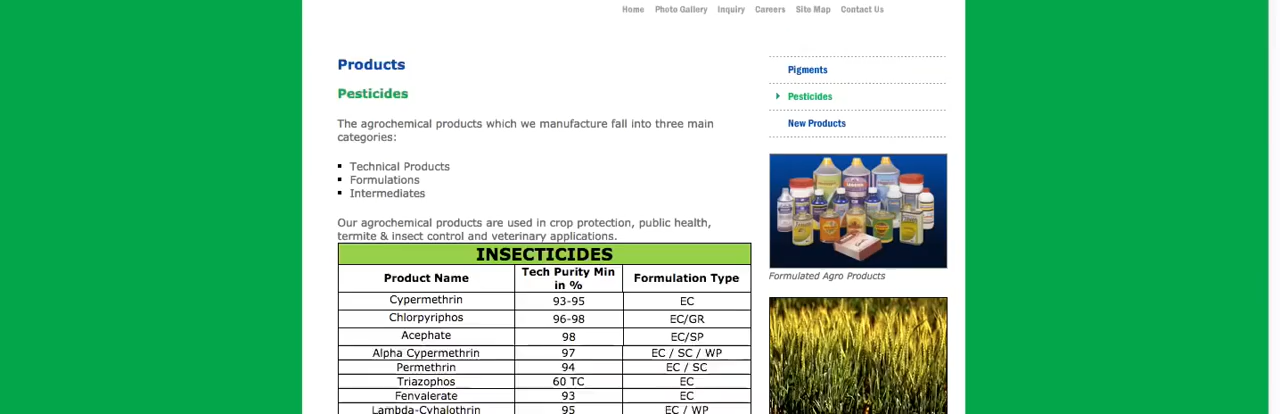 Home Photo Gallery Inquiry Careers Site Map Contact Us
Products
Pesticides
The agrochemical products which we manufacture fall into three main
categories:
▪ Technical Products
▪ Formulations
▪ Intermediates
Our agrochemical products are used in crop protection, public health,
termite & insect control and veterinary applications.
INSECTICIDES
Product Name Tech Purity Min in % Formulation Type
Cypermethrin 93-95 EC
Chlorpyriphos 96-98 EC/GR
Acephate 98 EC/SP
Alpha Cypermethrin 97 EC / SC / WP
Permethrin 94 EC / SC
Triazophos 60 TC EC
Fenvalerate 93 EC
Lambda-Cyhalothrin 95 EC / WP
Pigments
Pesticides
New Products
Formulated Agro Products